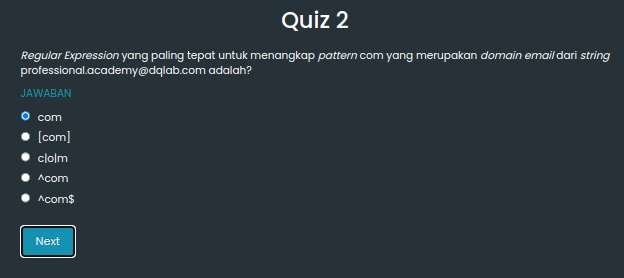 Quiz 2
Regular Expression yang paling tepat untuk menangkap pattern com yang merupakan domain email dari string
professional.academy@dqlab.com adalah?
JAWABAN
com
[com]
c|o|m
^com
^com$
Next